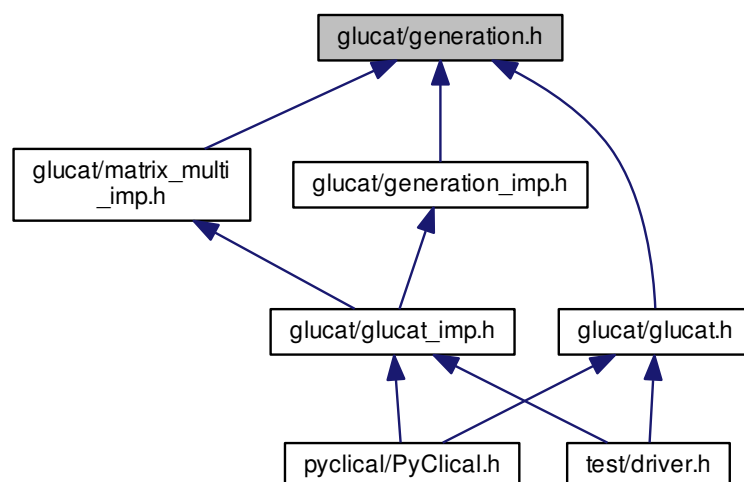 glucat/generation.h
glucat/matrix_multi
_imp.h
glucat/generation_imp.h
glucat/glucat_imp.h
glucat/glucat.h
pyclical/PyClical.h
test/driver.h